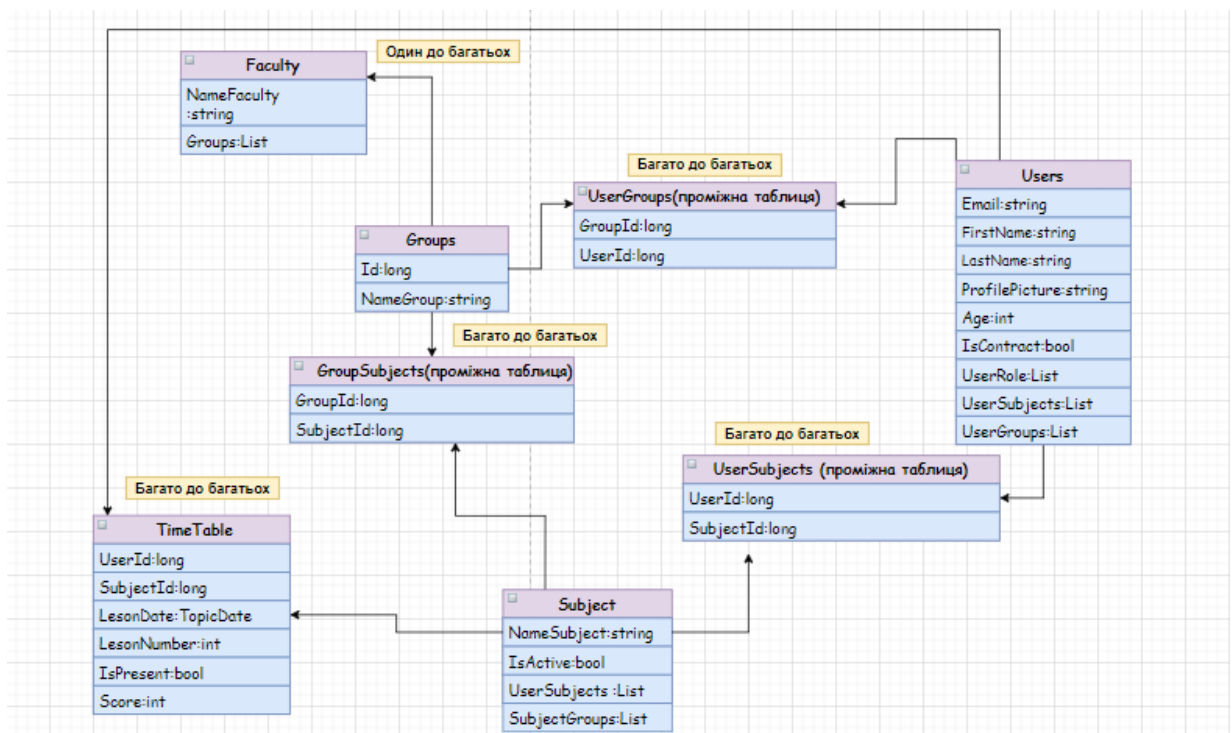 Один до багатьох
Faculty
NameFaculty
:string
Groups:List
Багато до багатьох
UserGroups(проміжна таблиця)
GroupId:long
UserId:long
Users
Email:string
FirstName:string
LastName:string
ProfilePicture:string
Age:int
IsContract:bool
UserRole:List
UserSubjects:List
UserGroups:List
Groups
Id:long
NameGroup:string
Багато до багатьох
GroupSubjects(проміжна таблиця)
GroupId:long
SubjectId:long
Багато до багатьох
UserSubjects (проміжна таблиця)
UserId:long
SubjectId:long
Багато до багатьох
TimeTable
UserId:long
SubjectId:long
LesonDate:TopicDate
LesonNumber:int
IsPresent:bool
Score:int
Subject
NameSubject:string
IsActive:bool
UserSubjects :List
SubjectGroups:List